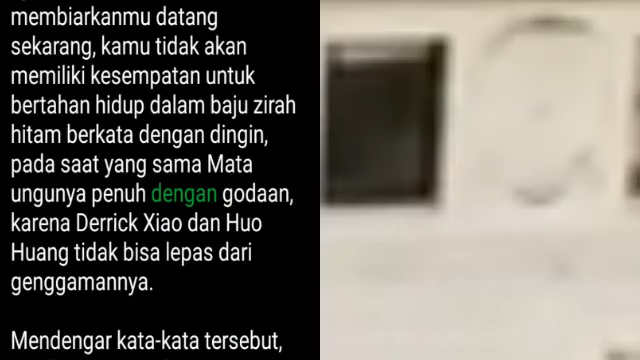 membiarkanmu datang
sekarang, kamu tidak akan
memiliki kesempatan untuk
bertahan hidup dalam baju zirah
hitam berkata dengan dingin,
pada saat yang sama Mata
ungunya penuh dengan godaan,
karena Derrick Xiao dan Huo
Huang tidak bisa lepas dari
genggamannya.
Mendengar kata-kata tersebut,